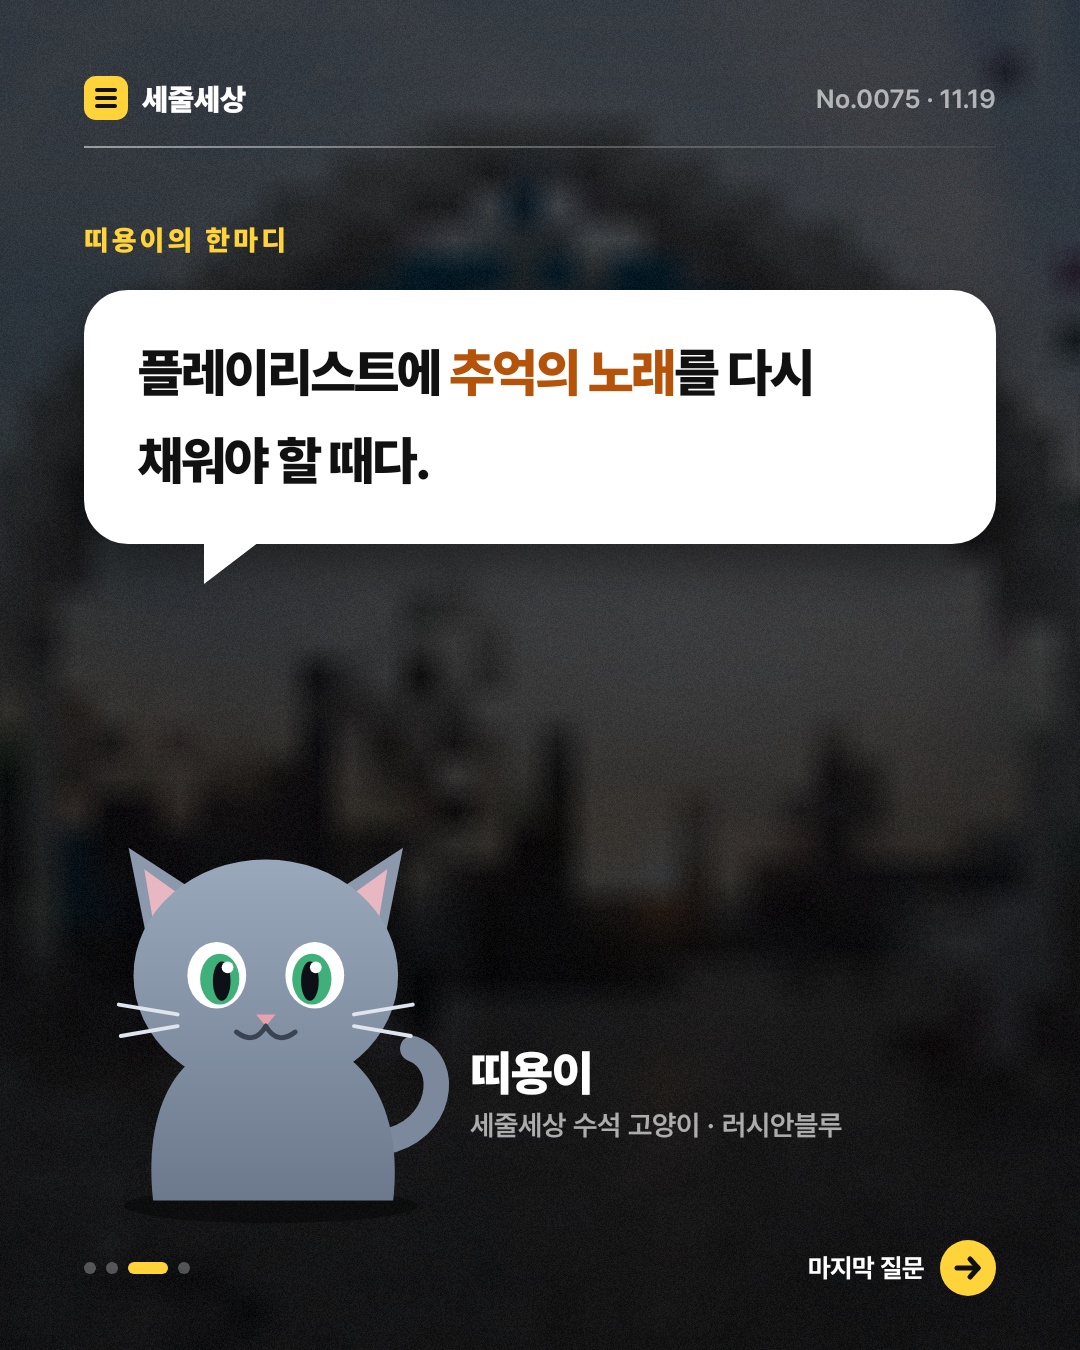 세줄세상
No.0075 · 11.19
띠용이의 한마디
플레이리스트에 추억의 노래를 다시
채워야 할 때다.
띠용이
세줄세상 수석 고양이 · 러시안블루
마지막 질문